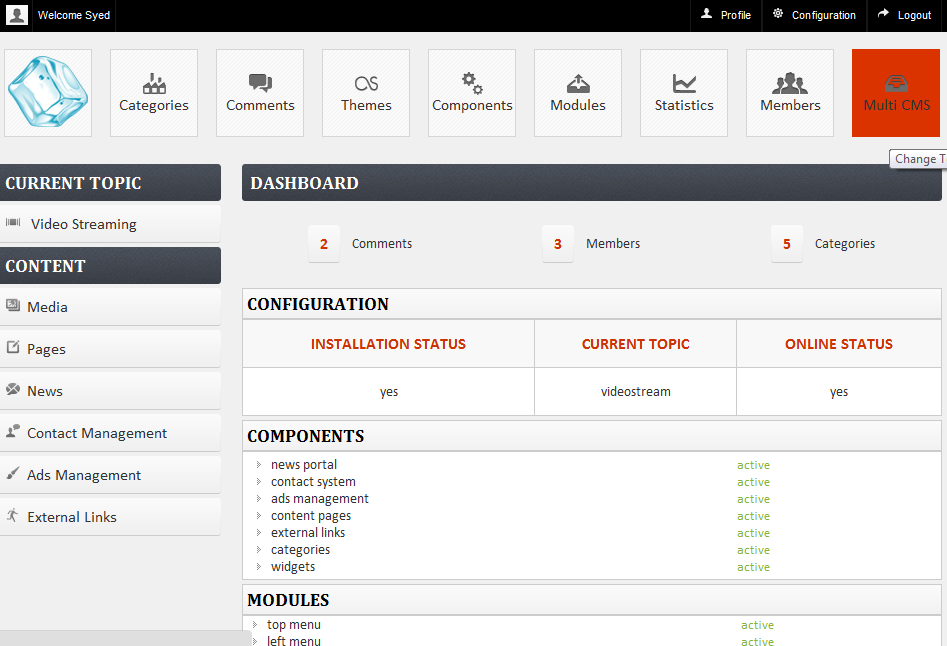 Welcome Syed
Profile
Configuration
Logout
Categories
Comments
Themes
Components
Modules
Statistics
Members
Multi CMS
Change T
CURRENT TOPIC
Video Streaming
CONTENT
Media
Pages
News
Contact Management
Ads Management
External Links
DASHBOARD
2 Comments
3 Members
5 Categories
CONFIGURATION
INSTALLATION STATUS CURRENT TOPIC ONLINE STATUS
yes videostream yes
COMPONENTS
news portal active
contact system active
ads management active
content pages active
external links active
categories active
widgets active
MODULES
top menu active
left menu active